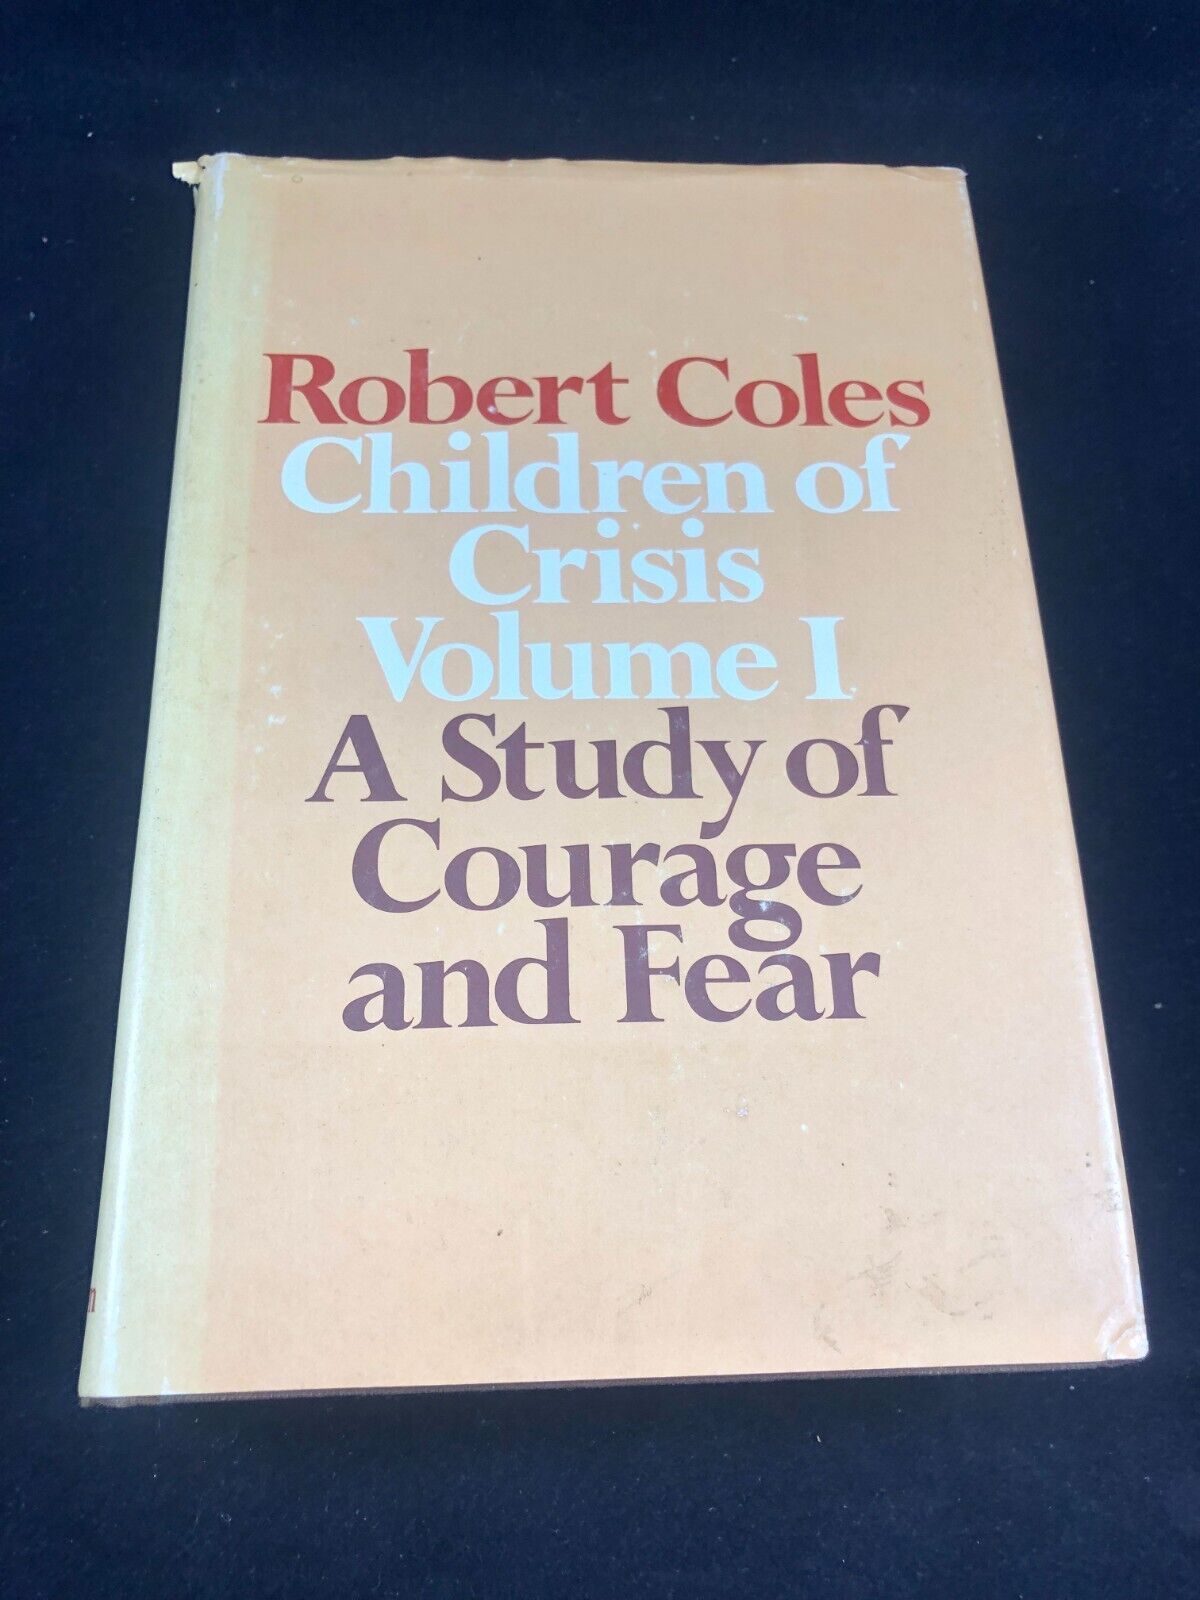 Robert Coles
Children of
Crisis
Volume I
A Study of
Courage
and Fear